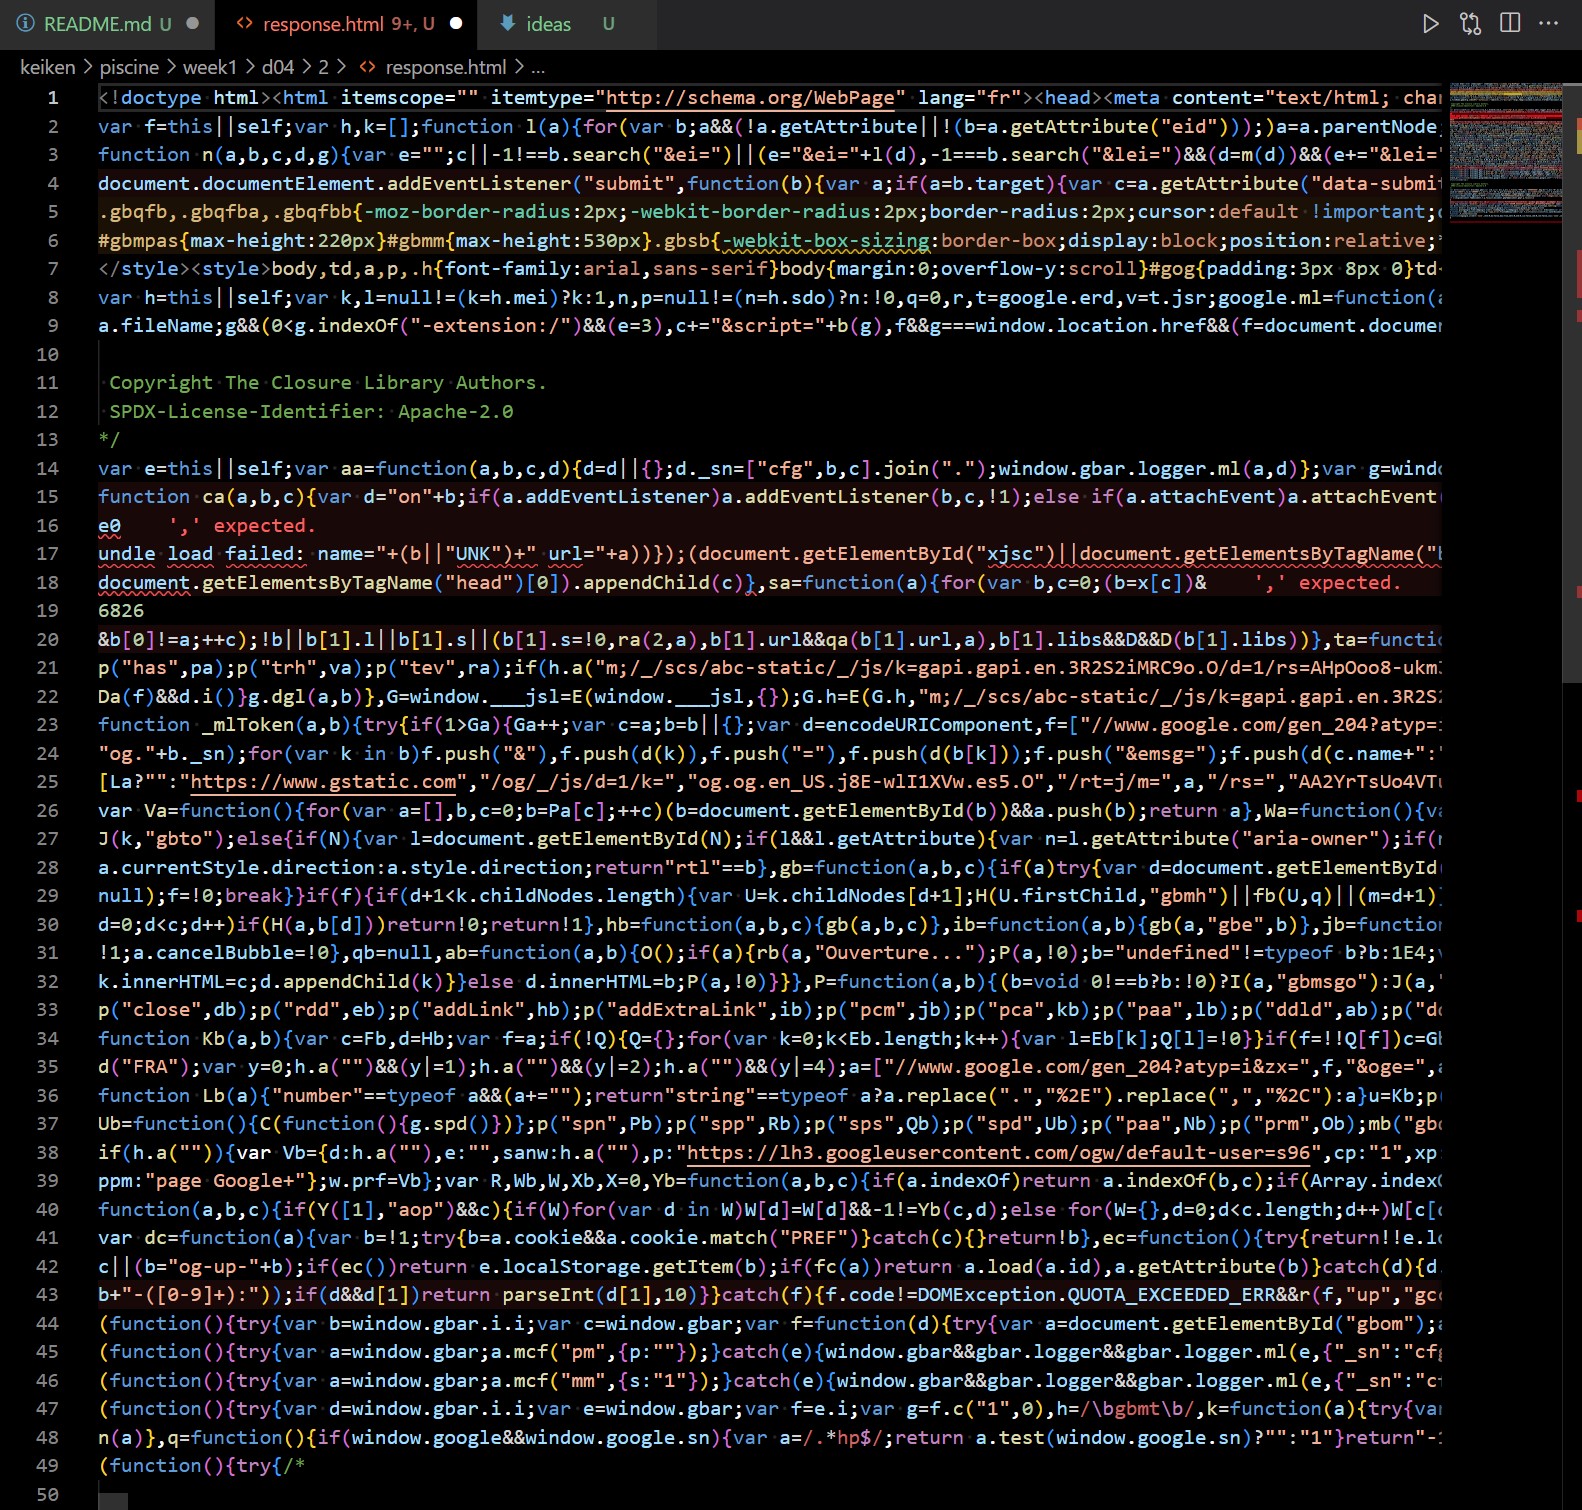 README.md U
response.html 9+, U
ideas U
keiken > piscine > week1 > d04 > 2 > response.html > ...
1 <!doctype html><html itemscope="" itemtype="http://schema.org/WebPage" lang="fr"><head><meta content="text/html; char
2 var f=this||self;var h,k=[];function l(a){for(var b;a&&(!a.getAttribute||!(b=a.getAttribute("eid")));)a=a.parentNode;
3 function n(a,b,c,d,g){var e="";c||-1!==b.search("&ei=")||(e="&ei="+l(d),-1===b.search("&lei=")&&(d=m(d))&&(e+="&lei="
4 document.documentElement.addEventListener("submit",function(b){var a;if(a=b.target){var c=a.getAttribute("data-submit
5 .gbqfb,.gbqfba,.gbqfbb{-moz-border-radius:2px;-webkit-border-radius:2px;border-radius:2px;cursor:default !important;
6 #gbmpas{max-height:220px}#gbmm{max-height:530px}.gbsb{-webkit-box-sizing:border-box;display:block;position:relative;
7 </style><style>body,td,a,p,.h{font-family:arial,sans-serif}body{margin:0;overflow-y:scroll}#gog{padding:3px 8px 0}td
8 var h=this||self;var k,l=null!=(k=h.mei)?k:1,n,p=null!=(n=h.sdo)?n:!0,q=0,r,t=google.erd,v=t.jsr;google.ml=function(a
9 a.fileName;g&&(0<g.indexOf("-extension:/")&&(e=3),c+="&script="+b(g),f&&g===window.location.href&&(f=document.documen
10
11 Copyright The Closure Library Authors.
12 SPDX-License-Identifier: Apache-2.0
13 */
14 var e=this||self;var aa=function(a,b,c,d){d=d||{};d._sn=["cfg",b,c].join(".");window.gbar.logger.ml(a,d)};var g=windo
15 function ca(a,b,c){var d="on"+b;if(a.addEventListener)a.addEventListener(b,c,!1);else if(a.attachEvent)a.attachEvent
16 e0 ',' expected.
17 undle load failed: name="+(b||"UNK")+" url="+a))});(document.getElementById("xjsc")||document.getElementsByTagName("b
18 document.getElementsByTagName("head")[0]).appendChild(c)},sa=function(a){for(var b,c=0;(b=x[c])& ',' expected.
19 6826
20 &b[0]!=a;++c);!b||b[1].l||b[1].s||(b[1].s=!0,ra(2,a),b[1].url&&qa(b[1].url,a),b[1].libs&&D&&D(b[1].libs))},ta=functio
21 p("has",pa);p("trh",va);p("tev",ra);if(h.a("m;/_/scs/abc-static/_/js/k=gapi.gapi.en.3R2S2iMRC9o.O/d=1/rs=AHpOoo8-ukm
22 Da(f)&&d.i()}g.dgl(a,b)},G=window.___jsl=E(window.___jsl,{});G.h=E(G.h,"m;/_/scs/abc-static/_/js/k=gapi.gapi.en.3R2S2
23 function _mlToken(a,b){try{if(1>Ga){Ga++;var c=a;b=b||{};var d=encodeURIComponent,f=["//www.google.com/gen_204?atyp=i
24 "og."+b._sn);for(var k in b)f.push("&"),f.push(d(k)),f.push("="),f.push(d(b[k]));f.push("&emsg=");f.push(d(c.name+":"
25 [La?"":"https://www.gstatic.com","/og/_/js/d=1/k=","og.og.en_US.j8E-wlI1XVw.es5.O","/rt=j/m=",a,"/rs=","AA2YrTsUo4VTu
26 var Va=function(){for(var a=[],b,c=0;b=Pa[c];++c)(b=document.getElementById(b))&&a.push(b);return a},Wa=function(){va
27 J(k,"gbto");else{if(N){var l=document.getElementById(N);if(l&&l.getAttribute){var n=l.getAttribute("aria-owner");if(n
28 a.currentStyle.direction:a.style.direction;return"rtl"==b},gb=function(a,b,c){if(a)try{var d=document.getElementById
29 null);f=!0;break}}if(f){if(d+1<k.childNodes.length){var U=k.childNodes[d+1];H(U.firstChild,"gbmh")||fb(U,q)||(m=d+1)
30 d=0;d<c;d++)if(H(a,b[d]))return!0;return!1},hb=function(a,b,c){gb(a,b,c)},ib=function(a,b){gb(a,"gbe",b)},jb=function
31 !1;a.cancelBubble=!0},qb=null,ab=function(a,b){O();if(a){rb(a,"Ouverture...");P(a,!0);b="undefined"!=typeof b?b:1E4;
32 k.innerHTML=c;d.appendChild(k)}}else d.innerHTML=b;P(a,!0)}}},P=function(a,b){(b=void 0!==b?b:!0)?I(a,"gbmsgo"):J(a,"
33 p("close",db);p("rdd",eb);p("addLink",hb);p("addExtraLink",ib);p("pcm",jb);p("pca",kb);p("paa",lb);p("ddld",ab);p("dd
34 function Kb(a,b){var c=Fb,d=Hb;var f=a;if(!Q){Q={};for(var k=0;k<Eb.length;k++){var l=Eb[k];Q[l]=!0}}if(f=!!Q[f])c=Gb
35 d("FRA");var y=0;h.a("")&&(y|=1);h.a("")&&(y|=2);h.a("")&&(y|=4);a=["//www.google.com/gen_204?atyp=i&zx=",f,"&oge=",a
36 function Lb(a){"number"==typeof a&&(a+="");return"string"==typeof a?a.replace(".","%2E").replace(",","%2C"):a}u=Kb;p
37 Ub=function(){C(function(){g.spd()})};p("spn",Pb);p("spp",Rb);p("sps",Qb);p("spd",Ub);p("paa",Nb);p("prm",Ob);mb("gbd
38 if(h.a("")){var Vb={d:h.a(""),e:"",sanw:h.a(""),p:"https://lh3.googleusercontent.com/ogw/default-user=s96",cp:"1",xp
39 ppm:"page Google+"};w.prf=Vb};var R,Wb,W,Xb,X=0,Yb=function(a,b,c){if(a.indexOf)return a.indexOf(b,c);if(Array.indexO
40 function(a,b,c){if(Y([1],"aop")&&c){if(W)for(var d in W)W[d]=W[d]&&-1!=Yb(c,d);else for(W={},d=0;d<c.length;d++)W[c[d
41 var dc=function(a){var b=!1;try{b=a.cookie&&a.cookie.match("PREF")}catch(c){}return!b},ec=function(){try{return!!e.lo
42 c||(b="og-up-"+b);if(ec())return e.localStorage.getItem(b);if(fc(a))return a.load(a.id),a.getAttribute(b)}catch(d){d
43 b+"-([0-9]+):"));if(d&&d[1])return parseInt(d[1],10)}}catch(f){f.code!=DOMException.QUOTA_EXCEEDED_ERR&&r(f,"up","gcc
44 (function(){try{var b=window.gbar.i.i;var c=window.gbar;var f=function(d){try{var a=document.getElementById("gbom");a
45 (function(){try{var a=window.gbar;a.mcf("pm",{p:""});}catch(e){window.gbar&&gbar.logger&&gbar.logger.ml(e,{"_sn":"cfg
46 (function(){try{var a=window.gbar;a.mcf("mm",{s:"1"});}catch(e){window.gbar&&gbar.logger&&gbar.logger.ml(e,{"_sn":"cf
47 (function(){try{var d=window.gbar.i.i;var e=window.gbar;var f=e.i;var g=f.c("1",0),h=/\bgbmt\b/,k=function(a){try{var
48 n(a)},q=function(){if(window.google&&window.google.sn){var a=/.*hp$/;return a.test(window.google.sn)?"":"1"}return"-1
49 (function(){try{/*
50